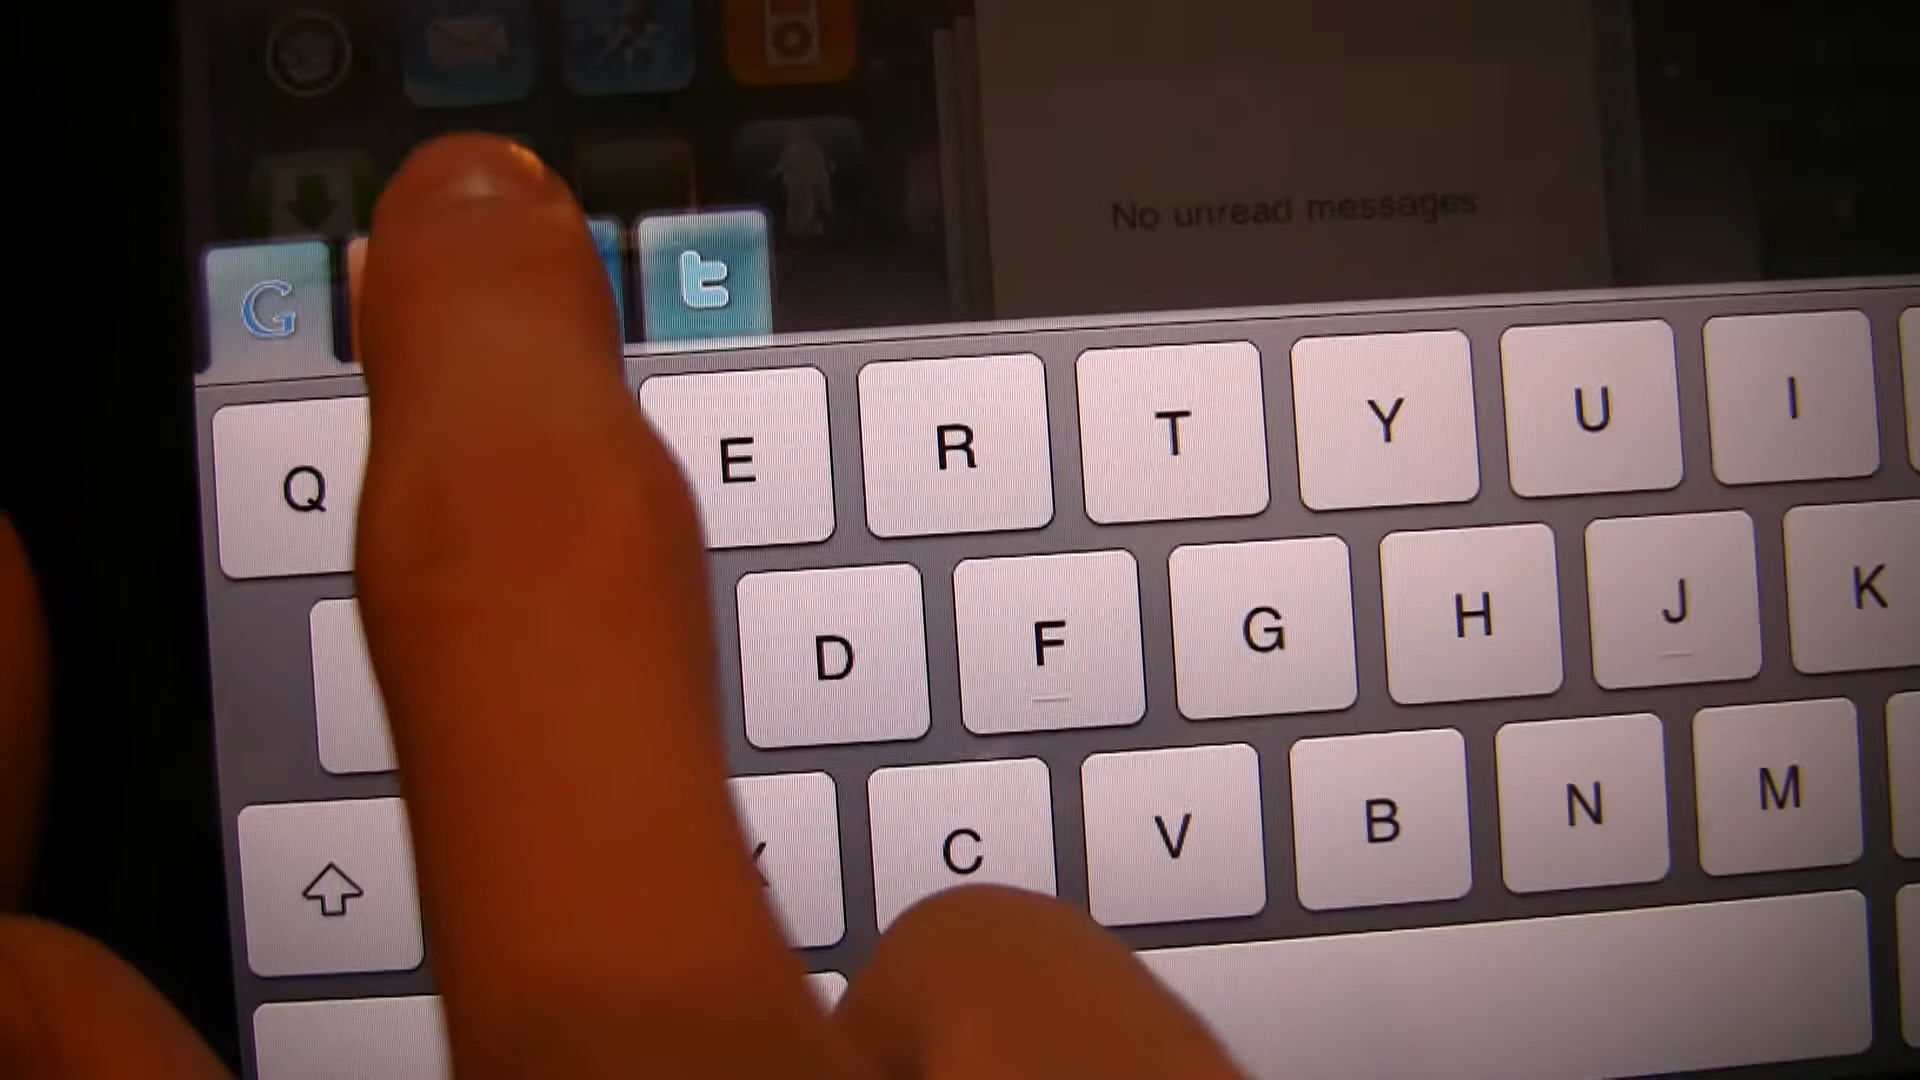 No unread messages
G t
Q E R T Y U I
D F G H J K
X C V B N M